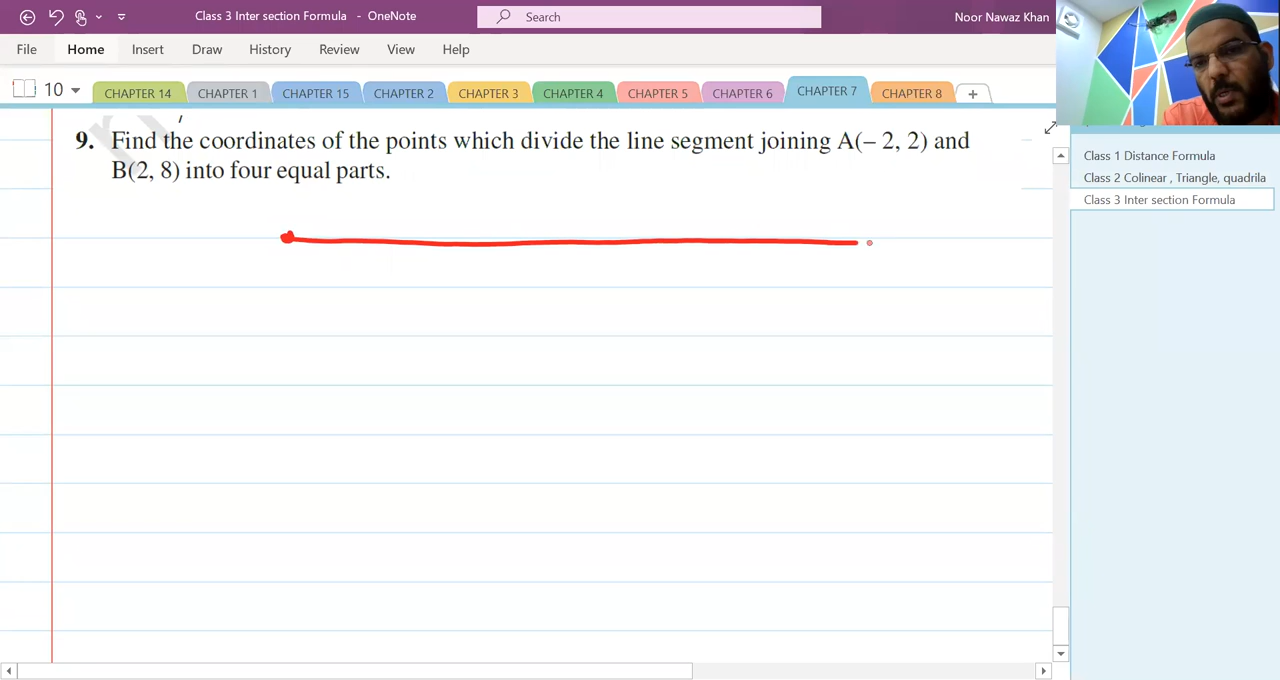 Class 3 Inter section Formula - OneNote
Search
Noor Nawaz Khan
File Home Insert Draw History Review View Help
10 CHAPTER 14 CHAPTER 1 CHAPTER 15 CHAPTER 2 CHAPTER 3 CHAPTER 4 CHAPTER 5 CHAPTER 6 CHAPTER 7 CHAPTER 8 +
9. Find the coordinates of the points which divide the line segment joining A(– 2, 2) and
B(2, 8) into four equal parts.
Class 1 Distance Formula
Class 2 Colinear , Triangle, quadrila
Class 3 Inter section Formula